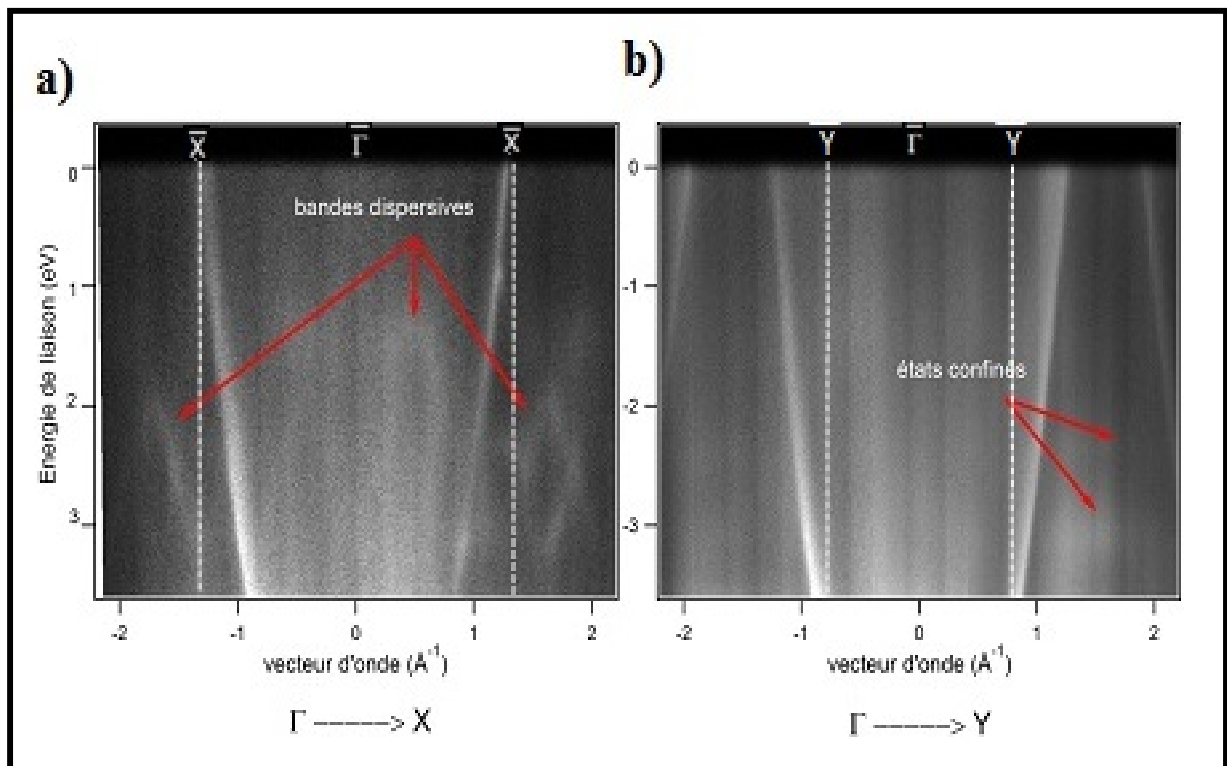 a)
b)
X̅ Γ̅ X̅
Y Γ̅ Y
bandes dispersives
états confinés
Energie de liaison (eV)
0
1
2
3
0
-1
-2
-3
-2 -1 0 1 2
-2 -1 0 1 2
vecteur d'onde (Å⁻¹)
vecteur d'onde (Å⁻¹)
Γ -----> X
Γ -----> Y